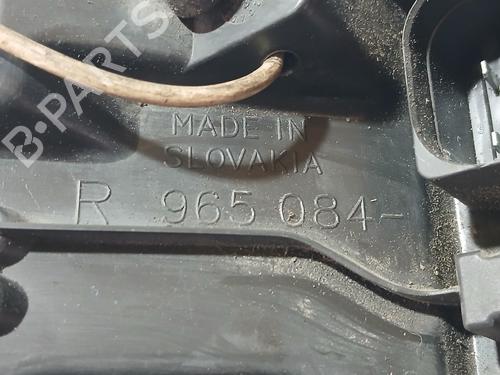 B-PARTS
MADE IN
SLOVAKIA
R 965 084-